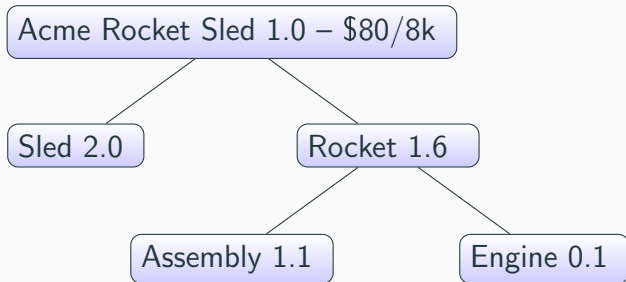 Acme Rocket Sled 1.0 – $80/8k
Sled 2.0
Rocket 1.6
Assembly 1.1
Engine 0.1